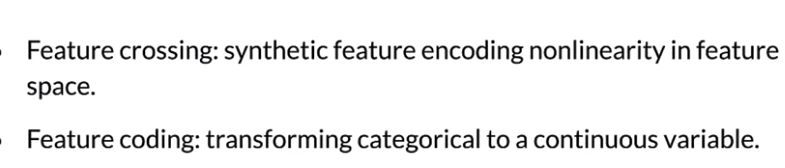 Feature crossing: synthetic feature encoding nonlinearity in feature
space.
Feature coding: transforming categorical to a continuous variable.